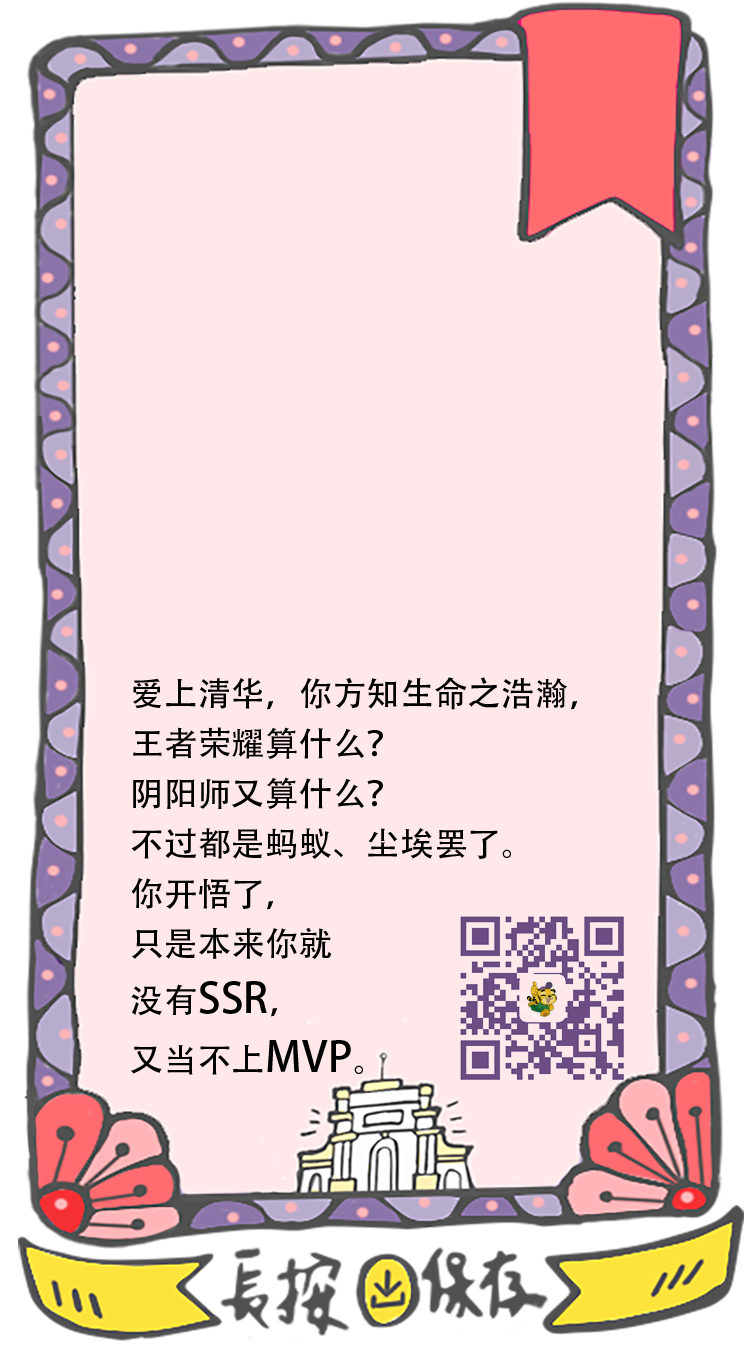 爱上清华，你方知生命之浩瀚，
王者荣耀算什么？
阴阳师又算什么？
不过都是蚂蚁、尘埃罢了。
你开悟了，
只是本来你就
没有SSR，
又当不上MVP。
長按保存